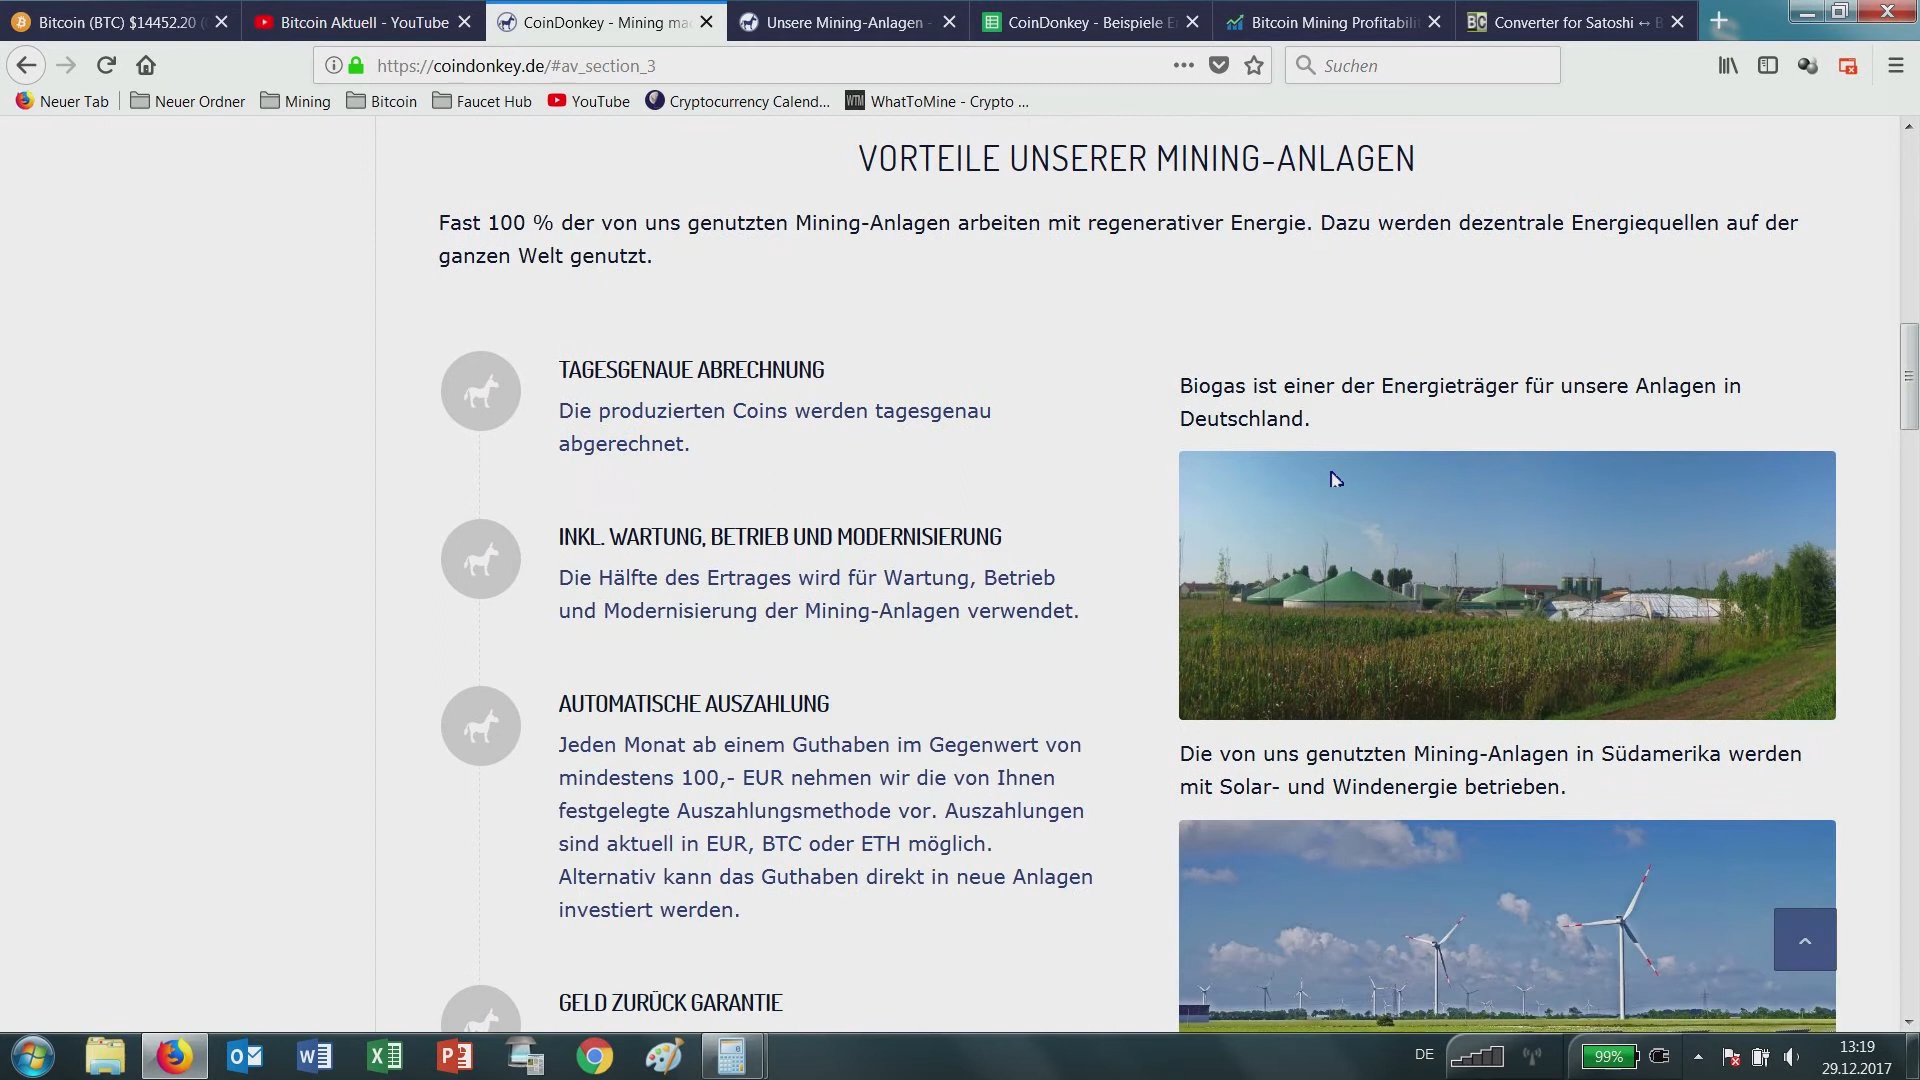 Bitcoin (BTC) $14452.20 (
Bitcoin Aktuell - YouTube
CoinDonkey - Mining ma
Unsere Mining-Anlagen -
CoinDonkey - Beispiele E
Bitcoin Mining Profitabili
BC Converter for Satoshi ↔ B
https://coindonkey.de/#av_section_3
Suchen
Neuer Tab
Neuer Ordner
Mining
Bitcoin
Faucet Hub
YouTube
Cryptocurrency Calend...
WTM WhatToMine - Crypto ...
VORTEILE UNSERER MINING-ANLAGEN
Fast 100 % der von uns genutzten Mining-Anlagen arbeiten mit regenerativer Energie. Dazu werden dezentrale Energiequellen auf der
ganzen Welt genutzt.
TAGESGENAUE ABRECHNUNG
Die produzierten Coins werden tagesgenau
abgerechnet.
INKL. WARTUNG, BETRIEB UND MODERNISIERUNG
Die Hälfte des Ertrages wird für Wartung, Betrieb
und Modernisierung der Mining-Anlagen verwendet.
AUTOMATISCHE AUSZAHLUNG
Jeden Monat ab einem Guthaben im Gegenwert von
mindestens 100,- EUR nehmen wir die von Ihnen
festgelegte Auszahlungsmethode vor. Auszahlungen
sind aktuell in EUR, BTC oder ETH möglich.
Alternativ kann das Guthaben direkt in neue Anlagen
investiert werden.
GELD ZURÜCK GARANTIE
Biogas ist einer der Energieträger für unsere Anlagen in
Deutschland.
Die von uns genutzten Mining-Anlagen in Südamerika werden
mit Solar- und Windenergie betrieben.
DE
99%
13:19
29.12.2017